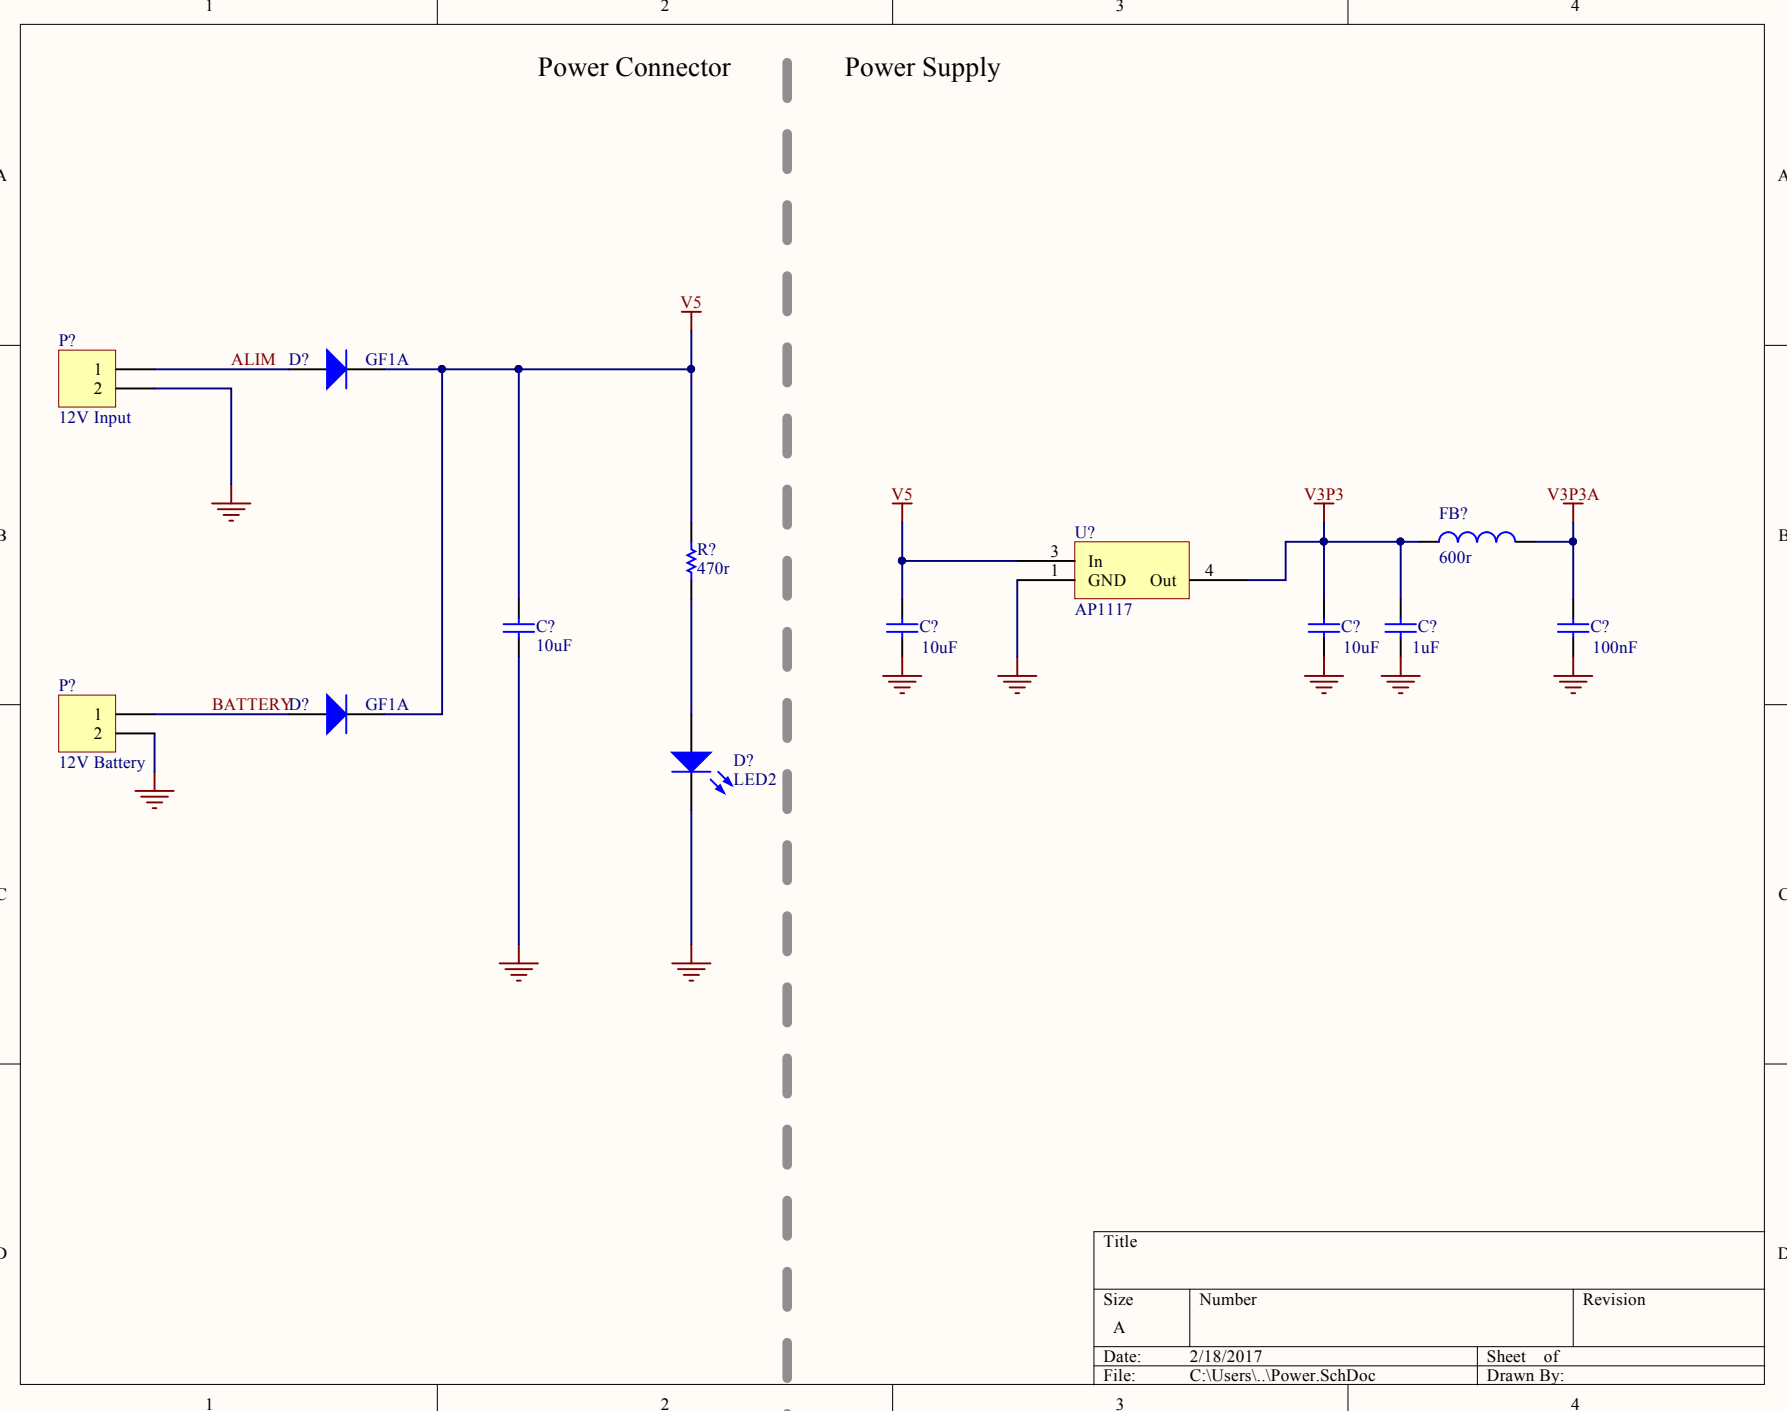 1 2 3 4
Power Connector
Power Supply
A A
V5
P?
1
2
12V Input
ALIM D? GF1A
V5
V3P3
V3P3A
FB?
600r
B B
U?
3 In
1 GND Out 4
AP1117
R?
470r
C?
10uF
C?
10uF
C?
10uF
C?
1uF
C?
100nF
P?
1
2
12V Battery
BATTERY D? GF1A
D?
LED2
C C
D D
Title
Size
A
Number
Revision
Date: 2/18/2017
Sheet of
File: C:\Users\..\Power.SchDoc
Drawn By:
1 2 3 4